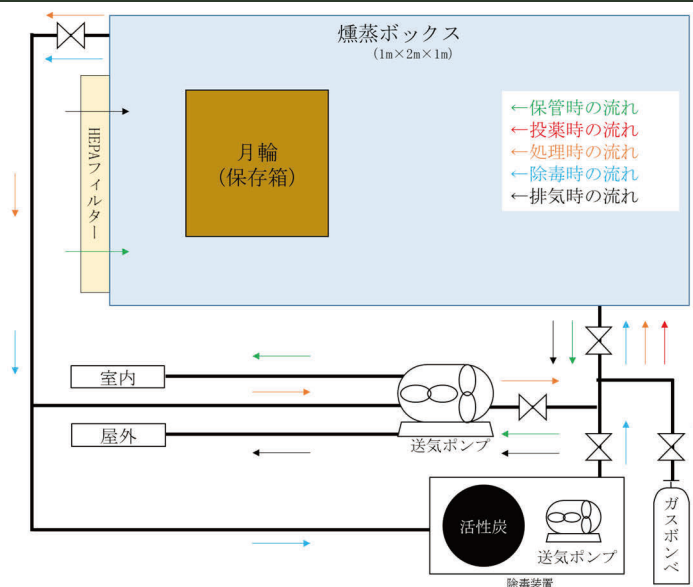 燻蒸ボックス
(1m×2m×1m)
HEPAフィルター
月輪
(保存箱)
←保管時の流れ
←投薬時の流れ
←処理時の流れ
←除毒時の流れ
←排気時の流れ
室内
屋外
送気ポンプ
活性炭
送気ポンプ
除毒装置
ガスボンベ